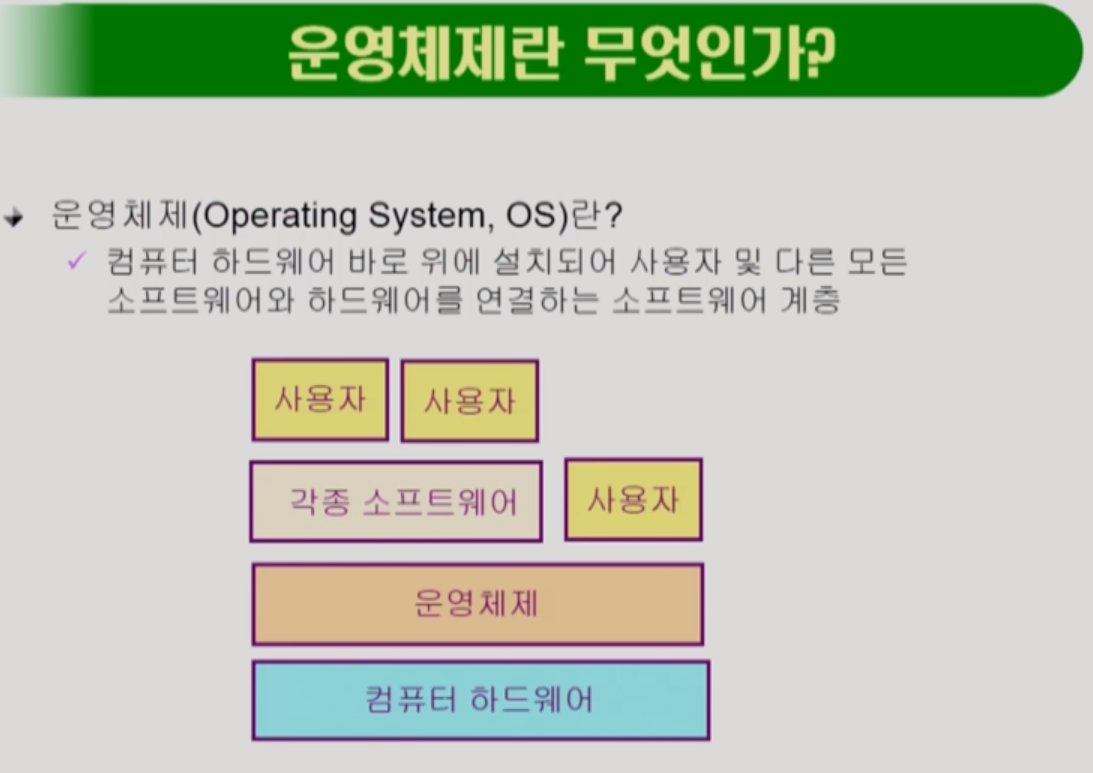 운영체제란 무엇인가?
운영체제(Operating System, OS)란?
컴퓨터 하드웨어 바로 위에 설치되어 사용자 및 다른 모든
소프트웨어와 하드웨어를 연결하는 소프트웨어 계층
사용자 사용자
각종 소프트웨어 사용자
운영체제
컴퓨터 하드웨어